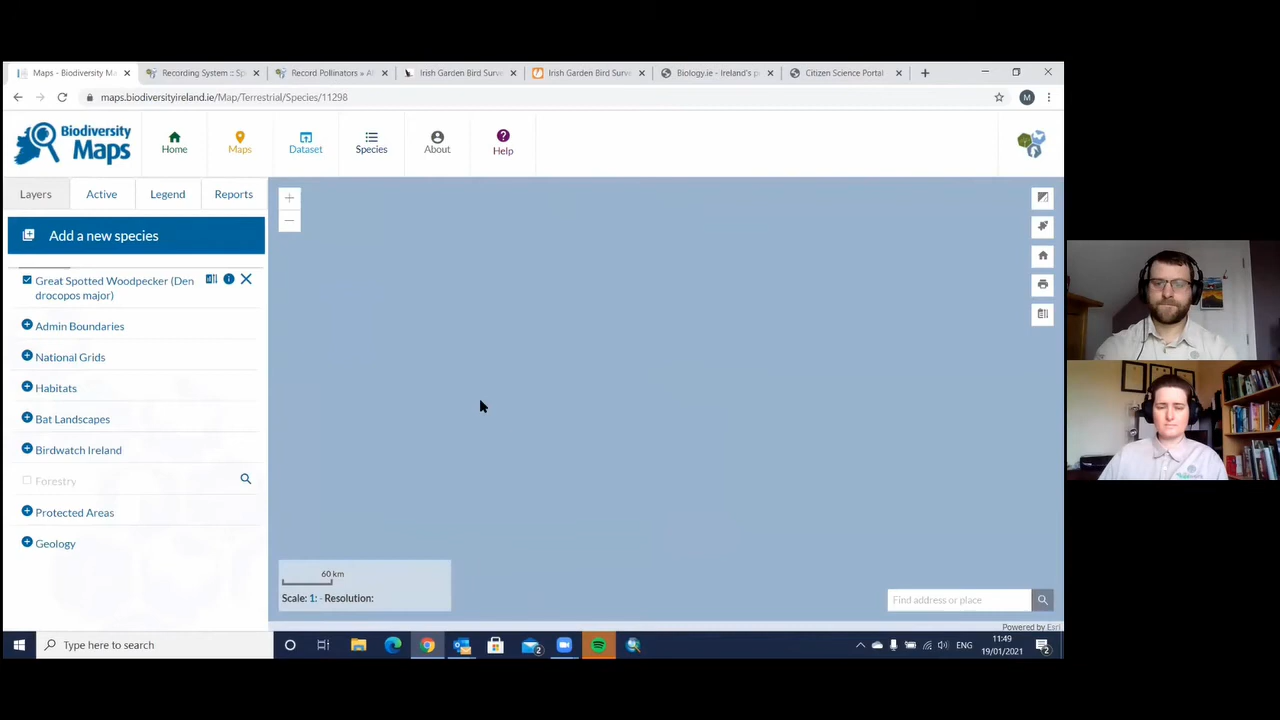 Maps - Biodiversity Ma
Recording System :: Sp
Record Pollinators » Al
Irish Garden Bird Surv
Irish Garden Bird Surv
Biology.ie - Ireland's p
Citizen Science Portal
maps.biodiversityireland.ie/Map/Terrestrial/Species/11298
M
Biodiversity
Maps
Home
Maps
Dataset
Species
About
Help
Layers
Active
Legend
Reports
Add a new species
Great Spotted Woodpecker (Den
drocopos major)
Admin Boundaries
National Grids
Habitats
Bat Landscapes
Birdwatch Ireland
Forestry
Protected Areas
Geology
60 km
Scale: 1: - Resolution:
Find address or place
Powered by Esri
Type here to search
2
ENG
11:49
19/01/2021
2